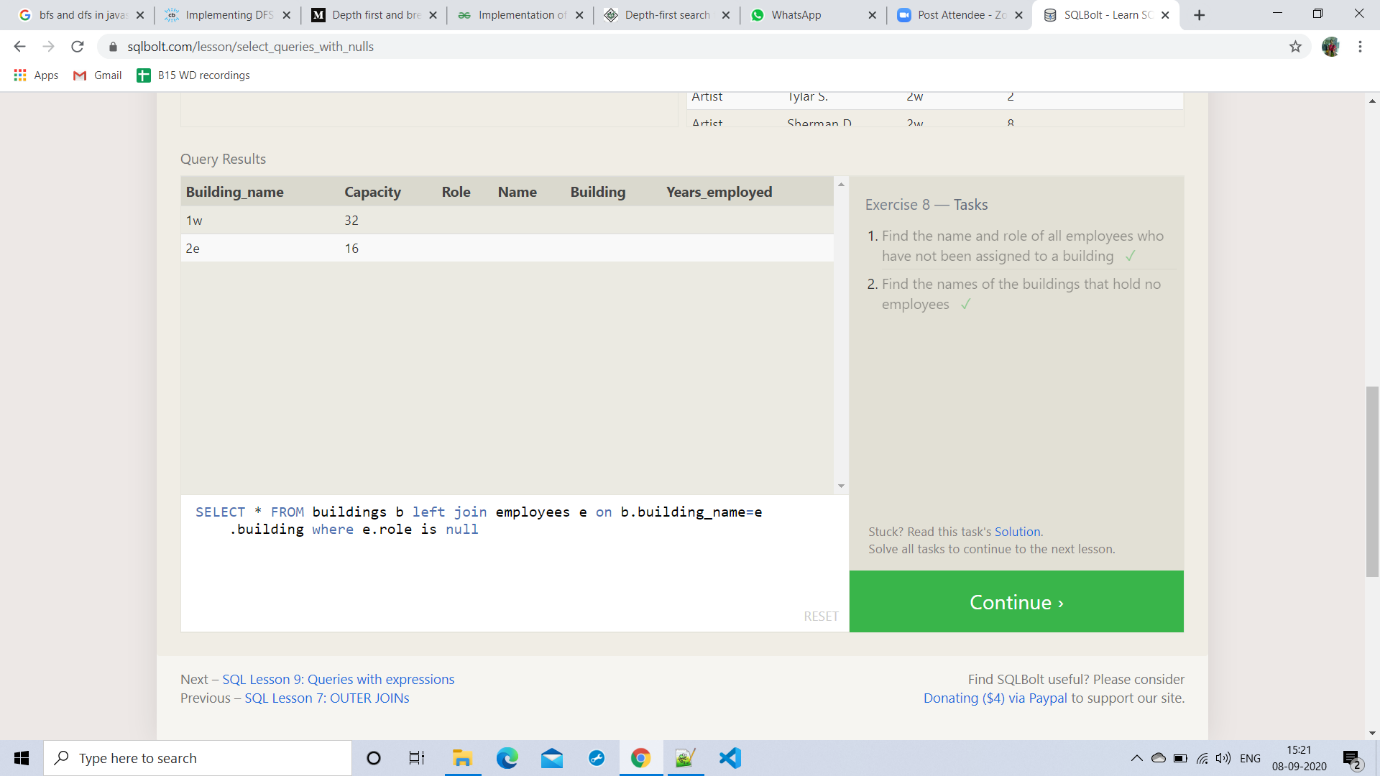 bfs and dfs in javas
Implementing DFS
Depth first and bre
Implementation of
Depth-first search
WhatsApp
Post Attendee - Zo
SQLBolt - Learn SQ
sqlbolt.com/lesson/select_queries_with_nulls
Apps Gmail B15 WD recordings
Artist Tylar S. 2w 2
Artist Sherman D. 2w 8
Query Results
Building_name Capacity Role Name Building Years_employed
1w 32
2e 16
Exercise 8 — Tasks
1. Find the name and role of all employees who
have not been assigned to a building ✓
2. Find the names of the buildings that hold no
employees ✓
SELECT * FROM buildings b left join employees e on b.building_name=e
.building where e.role is null
RESET
Stuck? Read this task's Solution.
Solve all tasks to continue to the next lesson.
Continue ›
Next – SQL Lesson 9: Queries with expressions
Previous – SQL Lesson 7: OUTER JOINs
Find SQLBolt useful? Please consider
Donating ($4) via Paypal to support our site.
Type here to search
ENG
15:21
08-09-2020
2